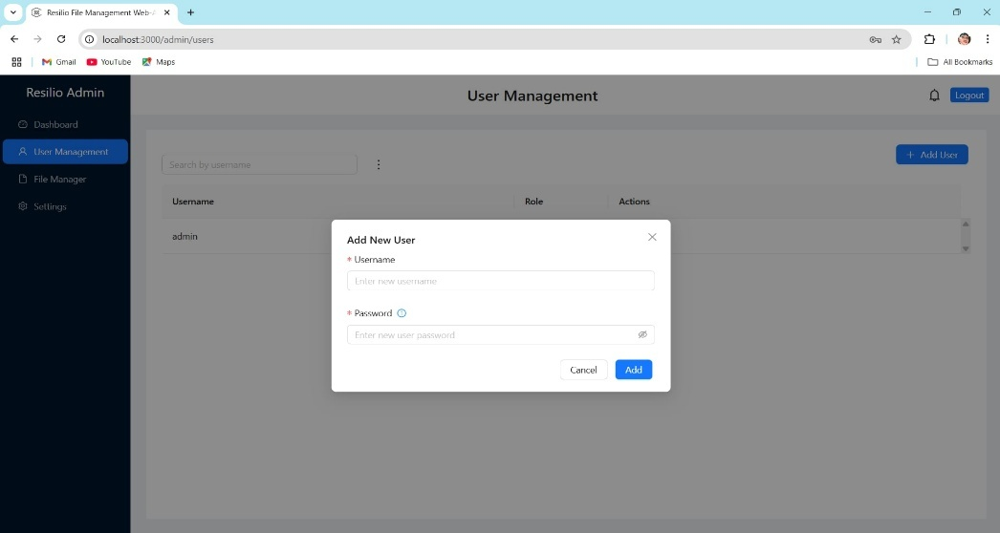 Resilio File Management Web-A
localhost:3000/admin/users
Gmail YouTube Maps All Bookmarks
Resilio Admin
User Management
Logout
Dashboard
User Management
File Manager
Settings
Search by username
+ Add User
Username Role Actions
admin
Add New User
* Username
Enter new username
* Password
Enter new user password
Cancel Add